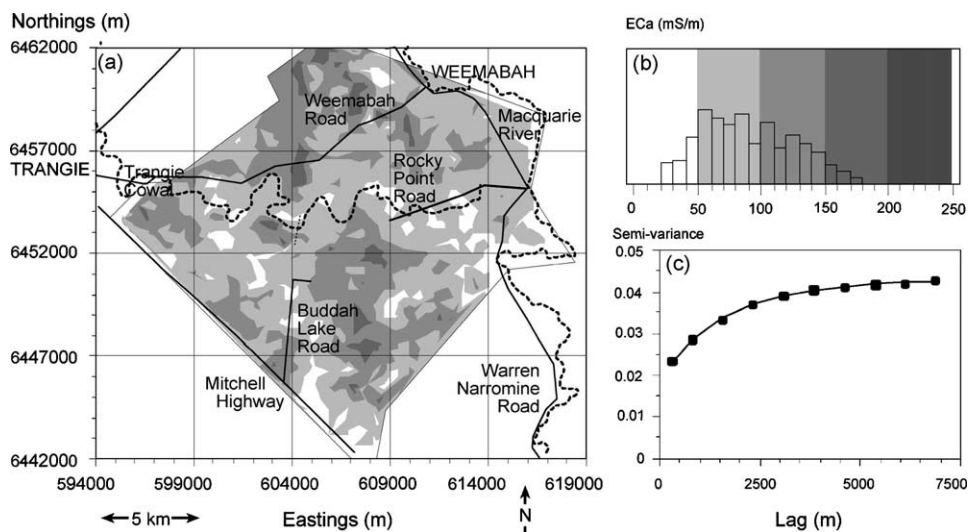 Northings (m)
6462000
6457000
TRANGIE
6452000
6447000
6442000
(a)
WEEMABAH
Weemabah
Road
Macquarie
River
Trangie
Cowal
Rocky
Point
Road
Buddah
Lake
Road
Mitchell
Highway
Warren
Narromine
Road
594000 599000 604000 609000 614000 619000
5 km
Eastings (m)
N
ECa (mS/m)
(b)
0 50 100 150 200 250
Semi-variance
(c)
0.05
0.04
0.03
0.02
0.01
0
0 2500 5000 7500
Lag (m)